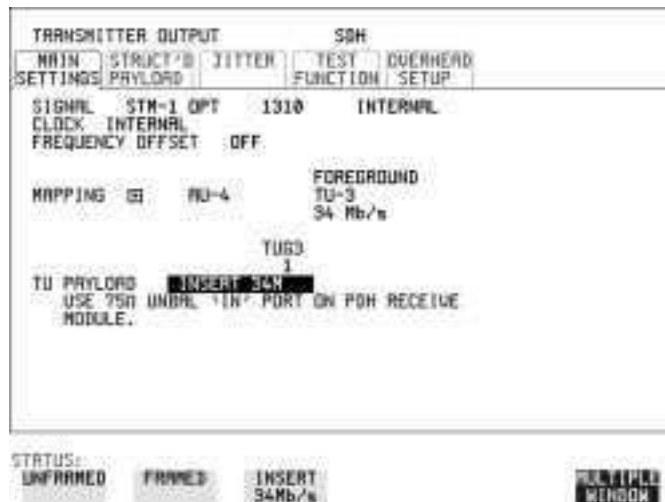 TRANSMITTER OUTPUT SDH
MAIN SETTINGS STRUCT'D PAYLOAD JITTER TEST FUNCTION OVERHEAD SETUP
SIGNAL STM-1 OPT 1310 INTERNAL
CLOCK INTERNAL
FREQUENCY OFFSET OFF
FOREGROUND
MAPPING AU-4 TU-3
34 Mb/s
TUG3
1
TU PAYLOAD INSERT 34M
USE 75Ω UNBAL 'IN' PORT ON PDH RECEIVE
MODULE.
STATUS:
UNFRAMED FRAMED INSERT 34Mb/s MULTIPLE WINDOW